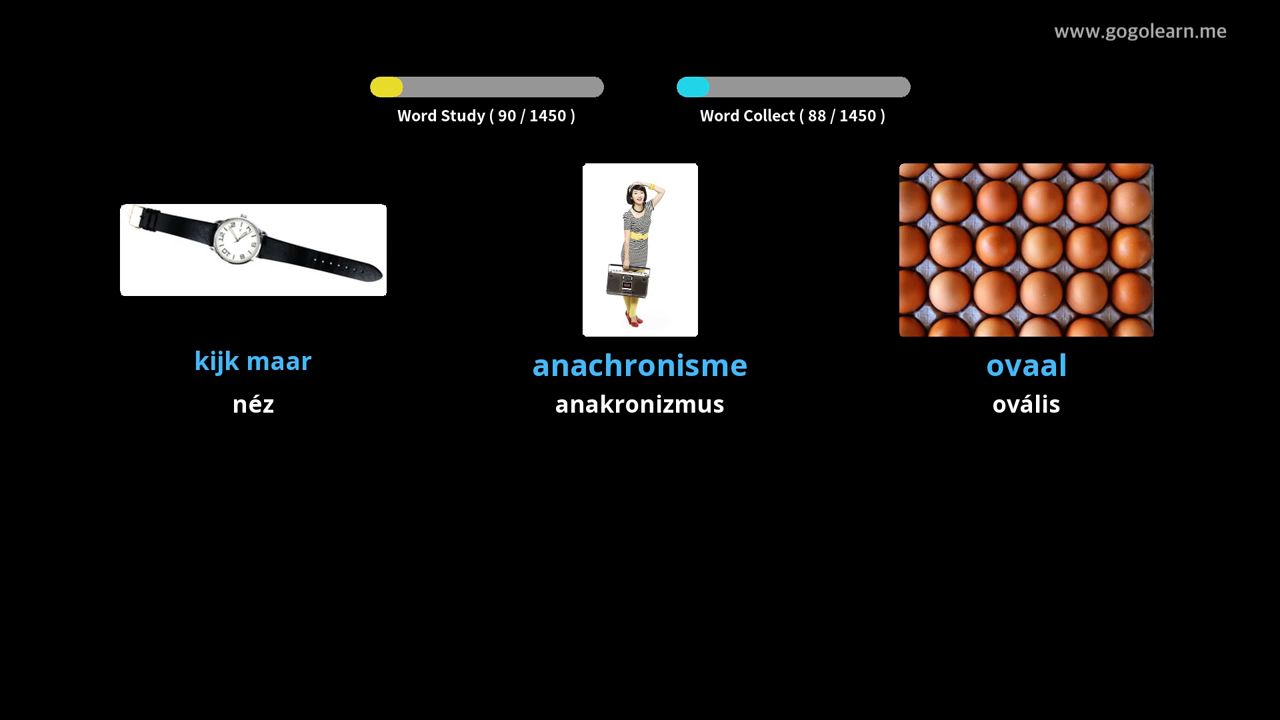 www.gogolearn.me
Word Study ( 90 / 1450 )
Word Collect ( 88 / 1450 )
kijk maar
anachronisme
ovaal
néz
anakronizmus
ovális